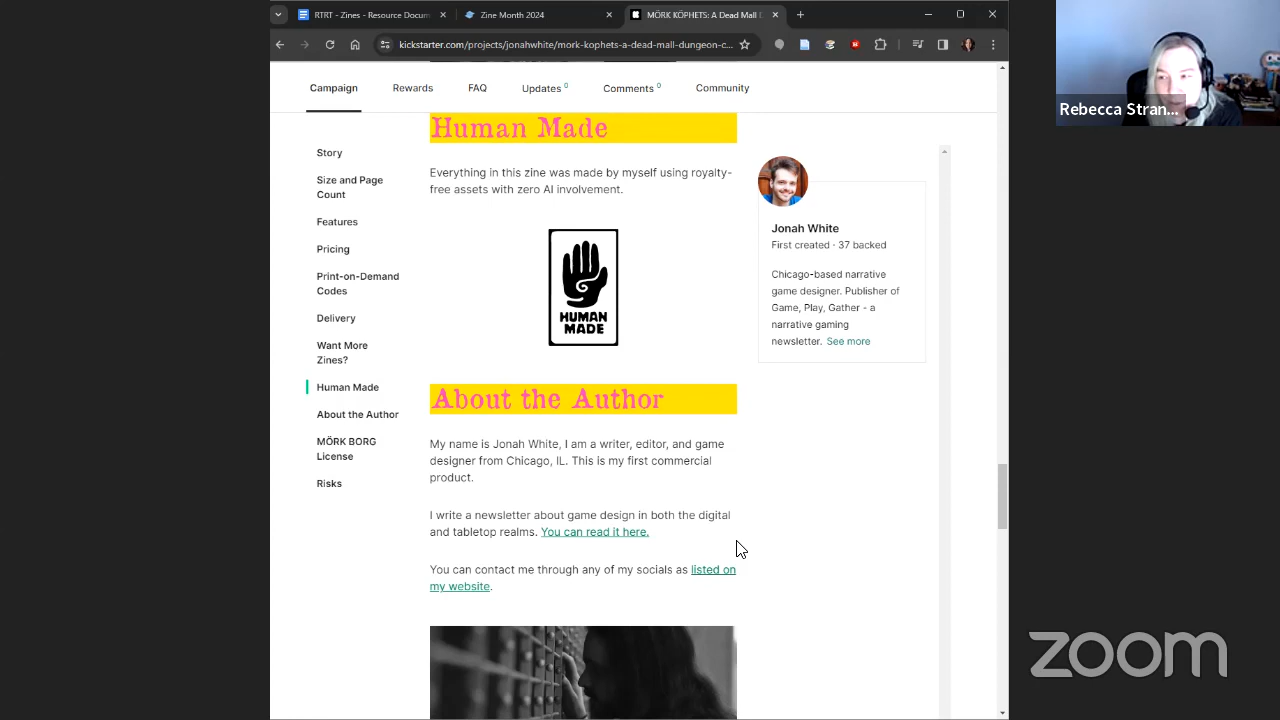 RTRT - Zines - Resource Docum
Zine Month 2024
MÖRK KÖPHETS: A Dead Mall D
kickstarter.com/projects/jonahwhite/mork-kophets-a-dead-mall-dungeon-c...
Campaign
Rewards
FAQ
Updates 0
Comments 0
Community
Story
Size and Page
Count
Features
Pricing
Print-on-Demand
Codes
Delivery
Want More
Zines?
Human Made
About the Author
MÖRK BORG
License
Risks
Human Made
Everything in this zine was made by myself using royalty-
free assets with zero AI involvement.
HUMAN
MADE
About the Author
My name is Jonah White, I am a writer, editor, and game
designer from Chicago, IL. This is my first commercial
product.
I write a newsletter about game design in both the digital
and tabletop realms. You can read it here.
You can contact me through any of my socials as listed on
my website.
Jonah White
First created · 37 backed
Chicago-based narrative
game designer. Publisher of
Game, Play, Gather - a
narrative gaming
newsletter. See more
Rebecca Stran...
zoom